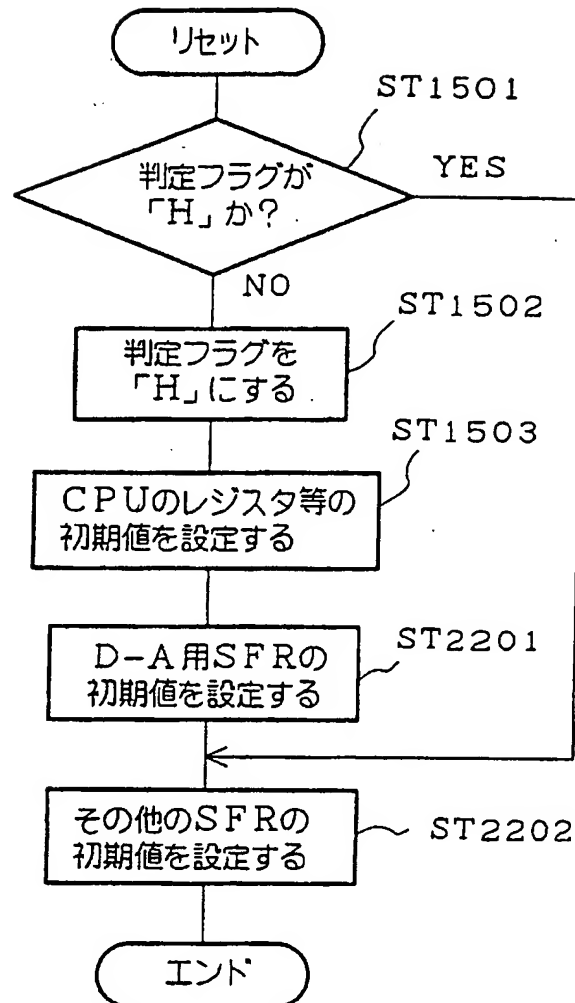 リセット
ST1501
判定フラグが
「H」か?
YES
NO
ST1502
判定フラグを
「H」にする
ST1503
CPUのレジスタ等の
初期値を設定する
ST2201
D-A用SFRの
初期値を設定する
その他のSFRの
初期値を設定する
ST2202
エンド